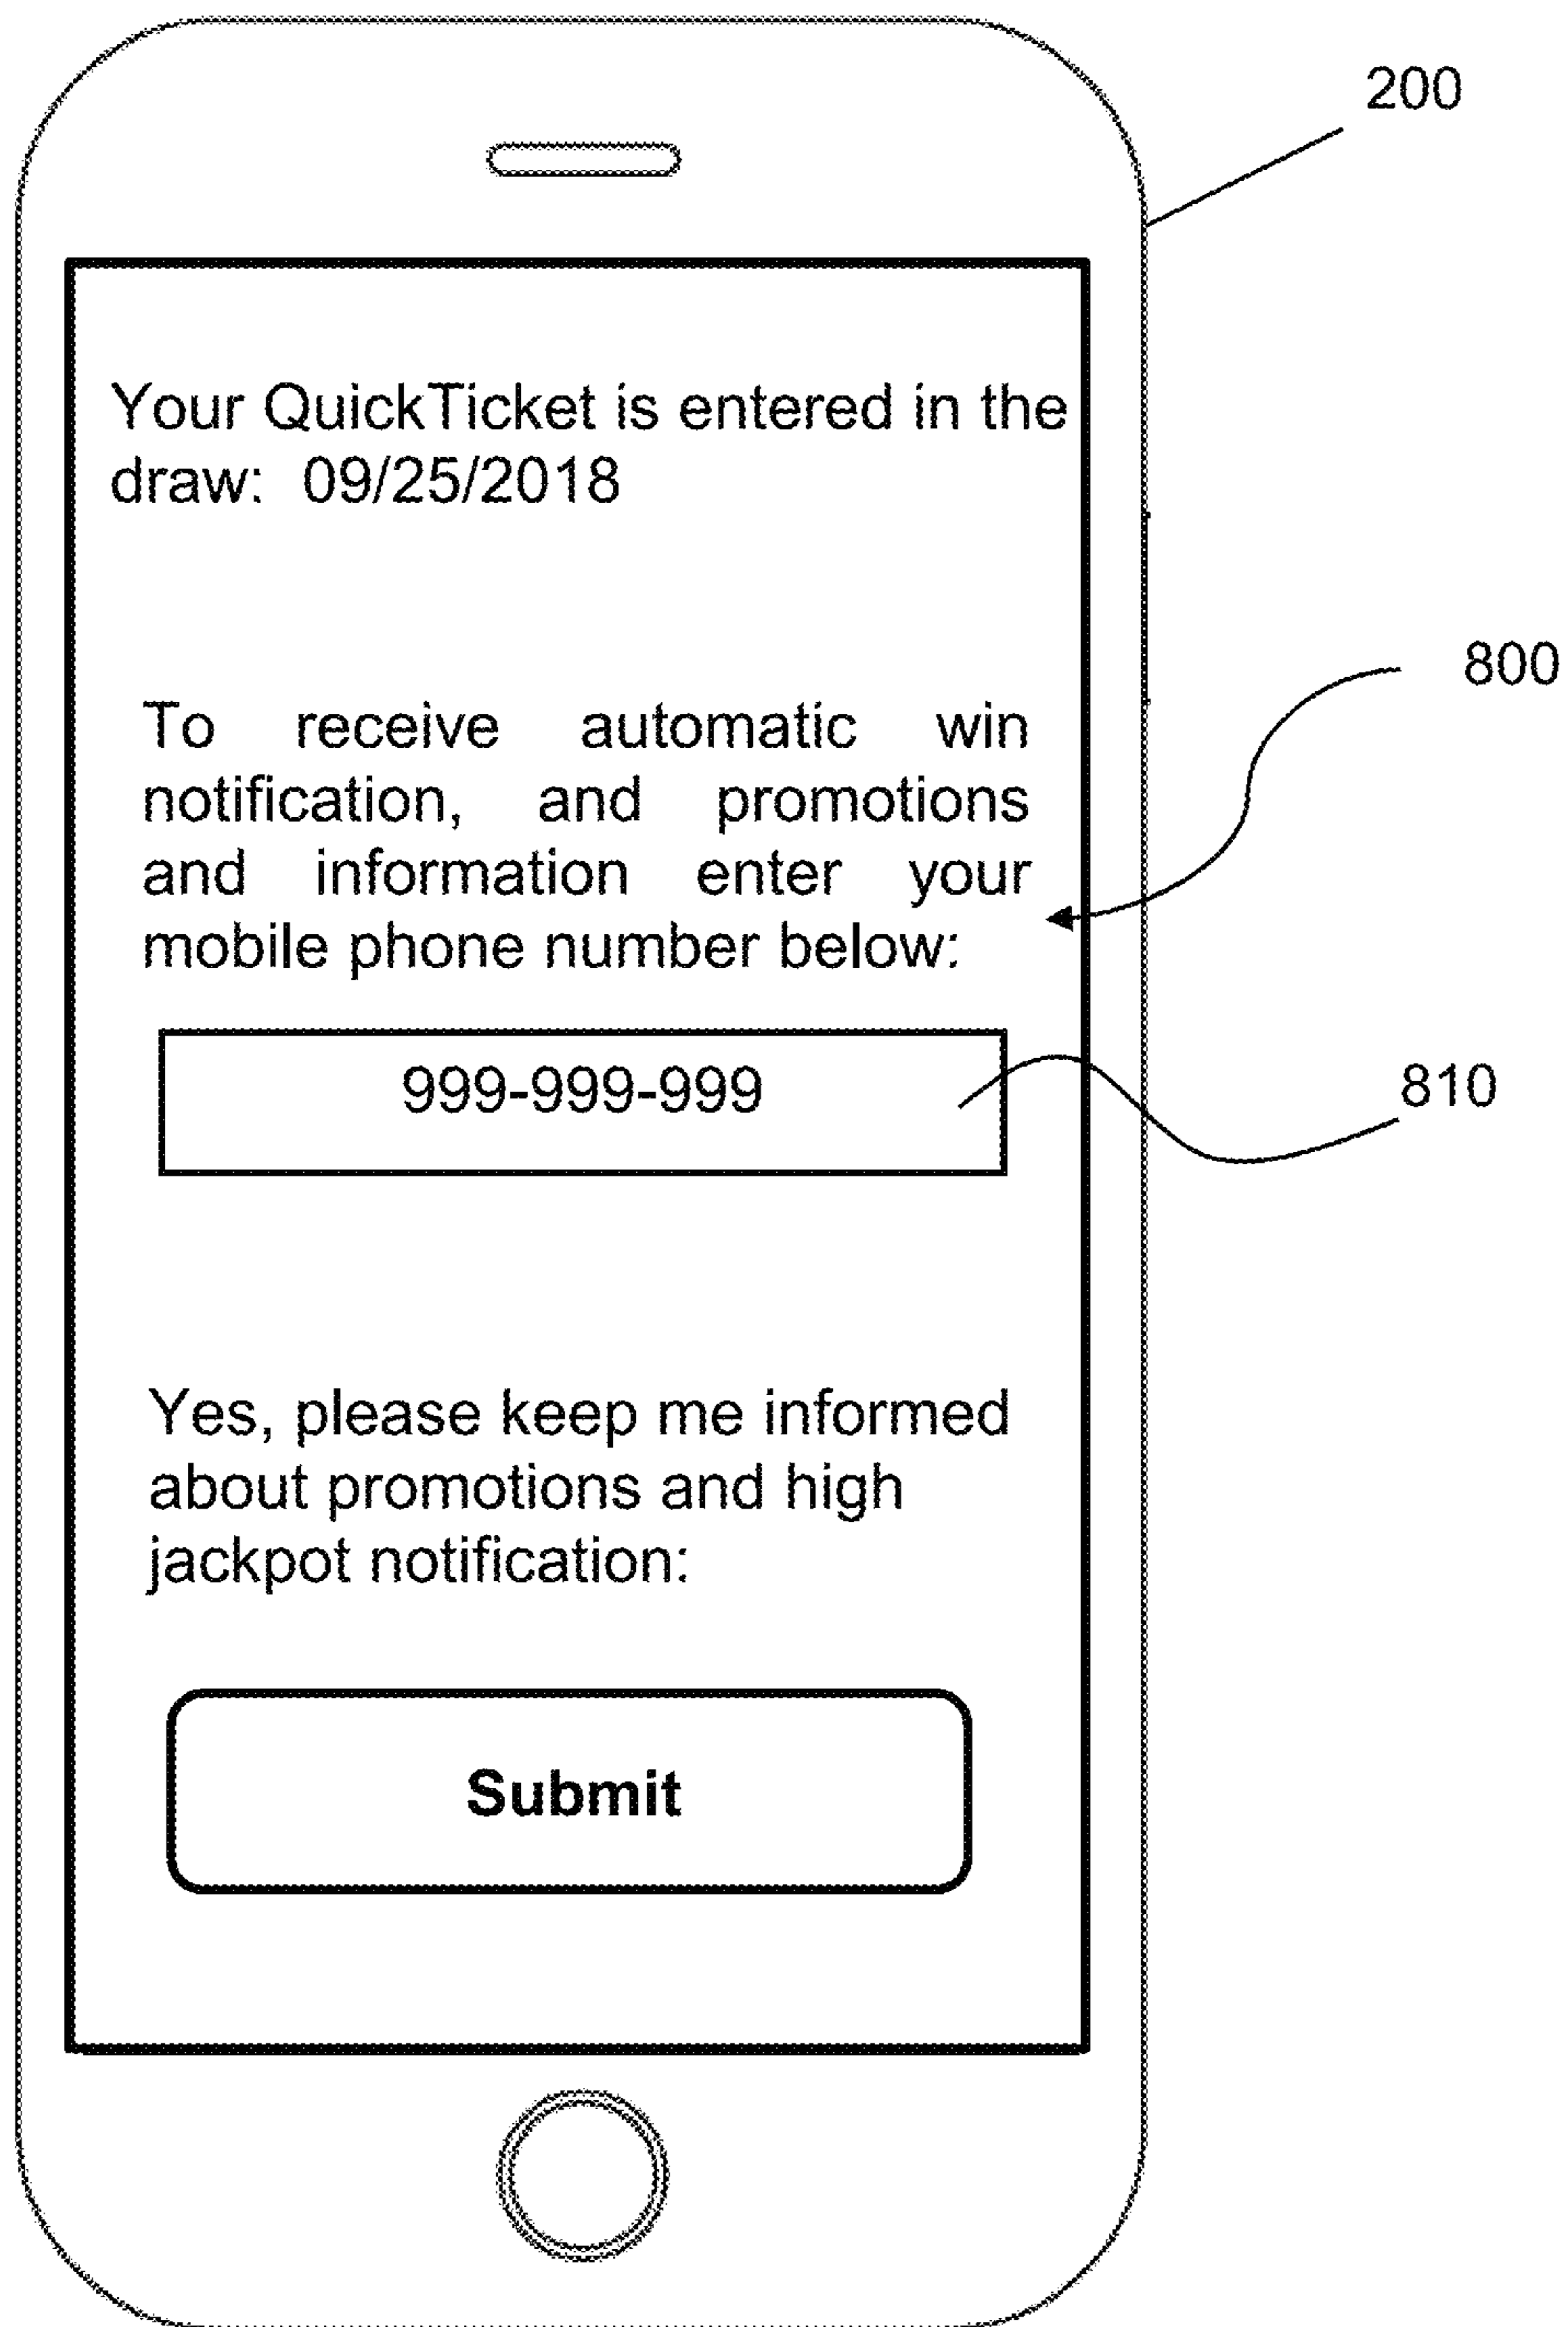 200
Your QuickTicket is entered in the
draw: 09/25/2018
800
To receive automatic win
notification, and promotions
and information enter your
mobile phone number below:
999-999-999
810
Yes, please keep me informed
about promotions and high
jackpot notification:
Submit